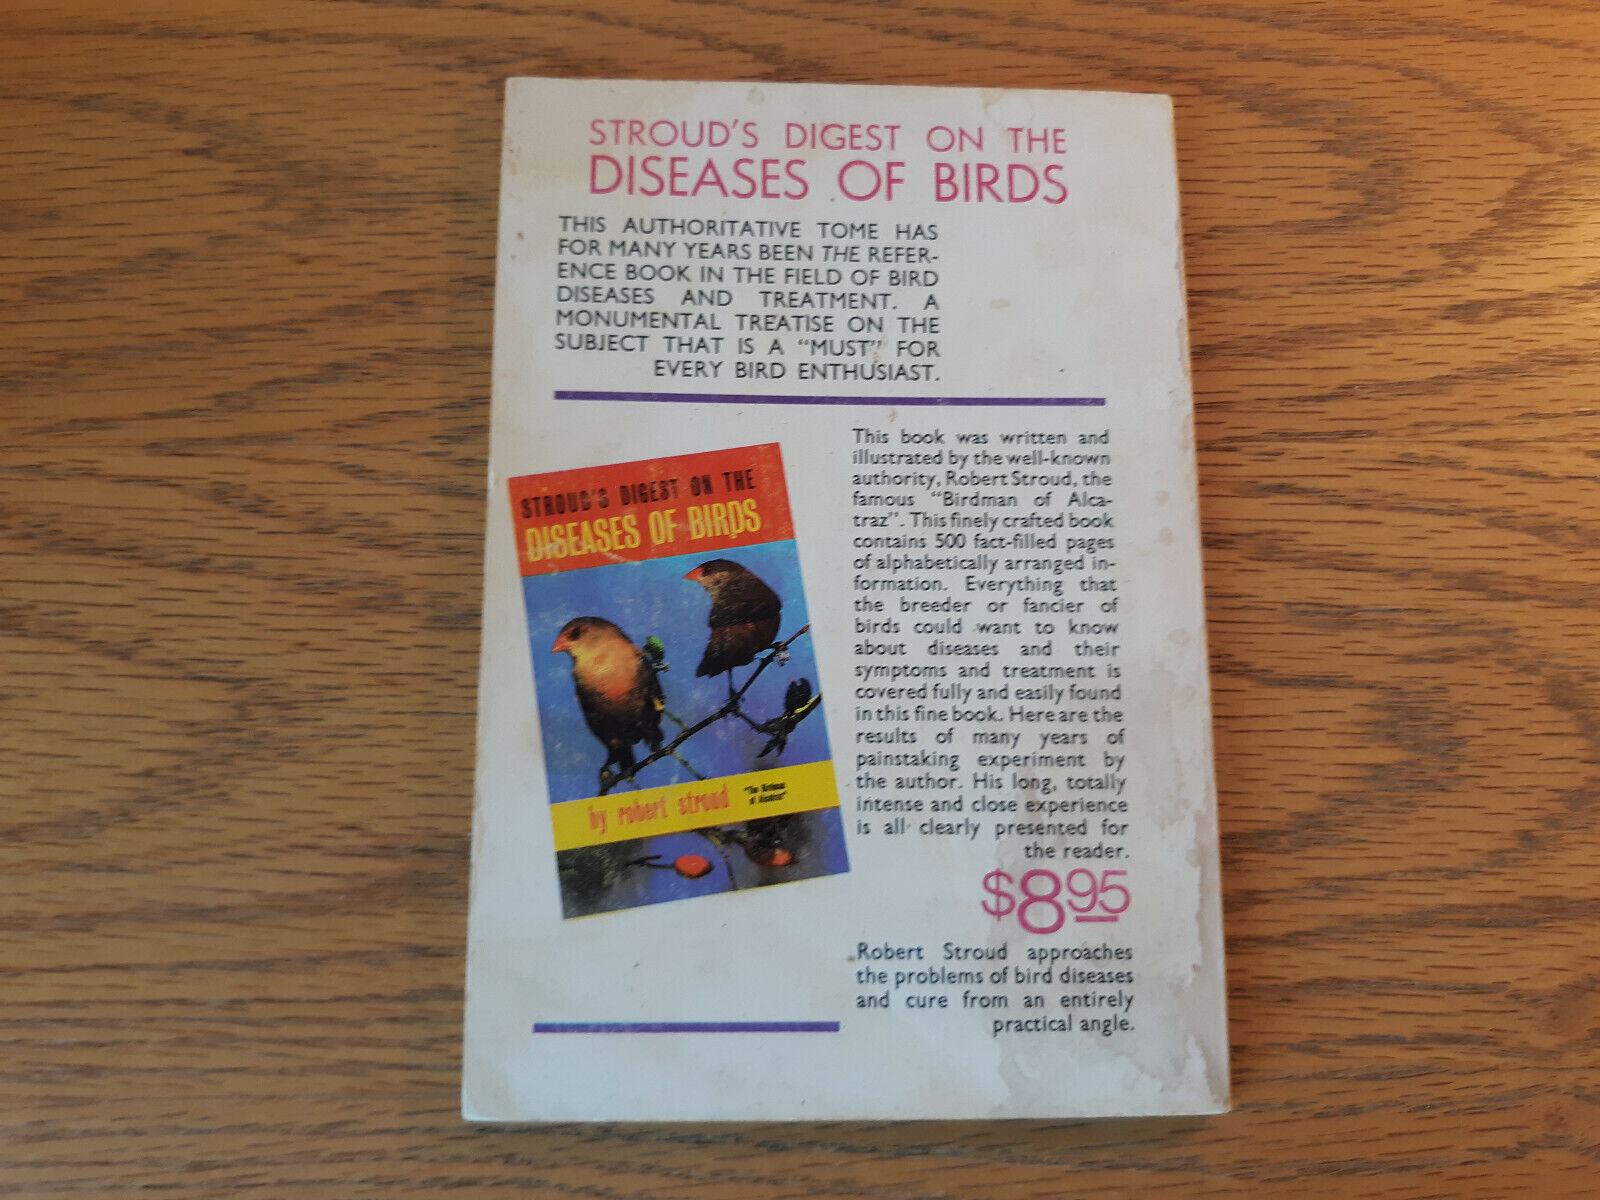 STROUD'S DIGEST ON THE
DISEASES OF BIRDS
THIS AUTHORITATIVE TOME HAS
FOR MANY YEARS BEEN THE REFER-
ENCE BOOK IN THE FIELD OF BIRD
DISEASES AND TREATMENT. A
MONUMENTAL TREATISE ON THE
SUBJECT THAT IS A "MUST" FOR
EVERY BIRD ENTHUSIAST.
STROUD'S DIGEST ON THE
DISEASES OF BIRDS
by robert stroud
"The Birdman
of Alcatraz"
This book was written and
illustrated by the well-known
authority, Robert Stroud, the
famous "Birdman of Alca-
traz". This finely crafted book
contains 500 fact-filled pages
of alphabetically arranged in-
formation. Everything that
the breeder or fancier of
birds could want to know
about diseases and their
symptoms and treatment is
covered fully and easily found
in this fine book. Here are the
results of many years of
painstaking experiment by
the author. His long, totally
intense and close experience
is all clearly presented for
the reader.
$8.95
Robert Stroud approaches
the problems of bird diseases
and cure from an entirely
practical angle.